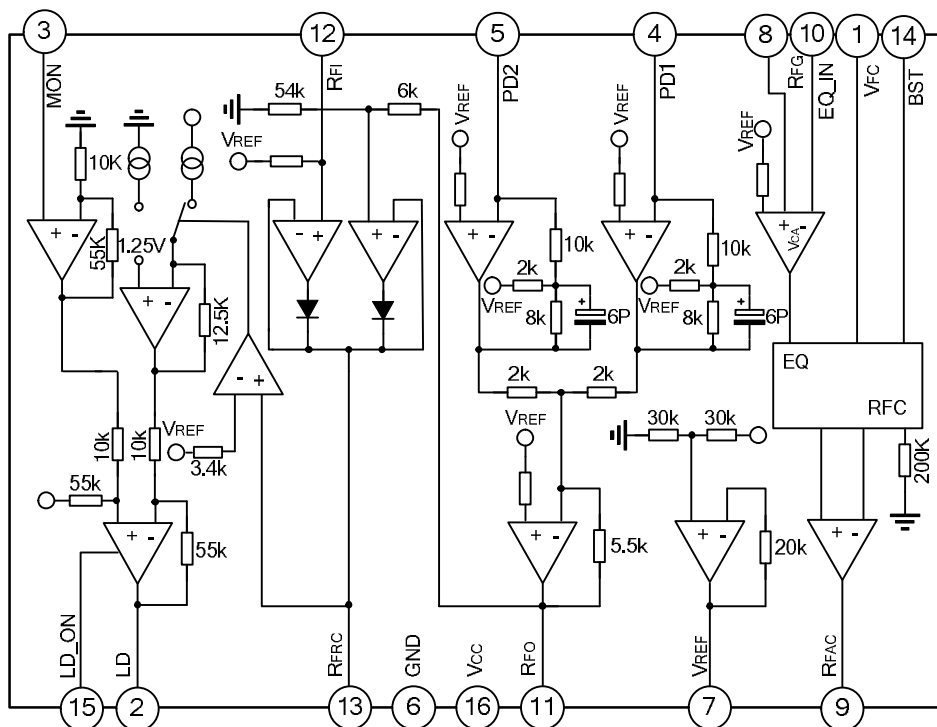 3
12
5
4
8
10
1
14
MON
RFI
PD2
PD1
RFG
EQ_IN
VFC
BST
54k
6k
VREF
VREF
VREF
VREF
10K
55K
1.25V
12.5K
+ -
+ -
- +
+ -
+ -
+ -
+ VCA -
10k
10k
2k
2k
VREF
VREF
8k
8k
+
+
6P
6P
- +
EQ
RFC
2k
2k
10k
10k
VREF
3.4k
VREF
30k
30k
200K
55k
+ -
55k
+ -
5.5k
+ -
20k
+ -
LD_ON
LD
RFRC
GND
VCC
RFO
VREF
RFAC
15
2
13
6
16
11
7
9